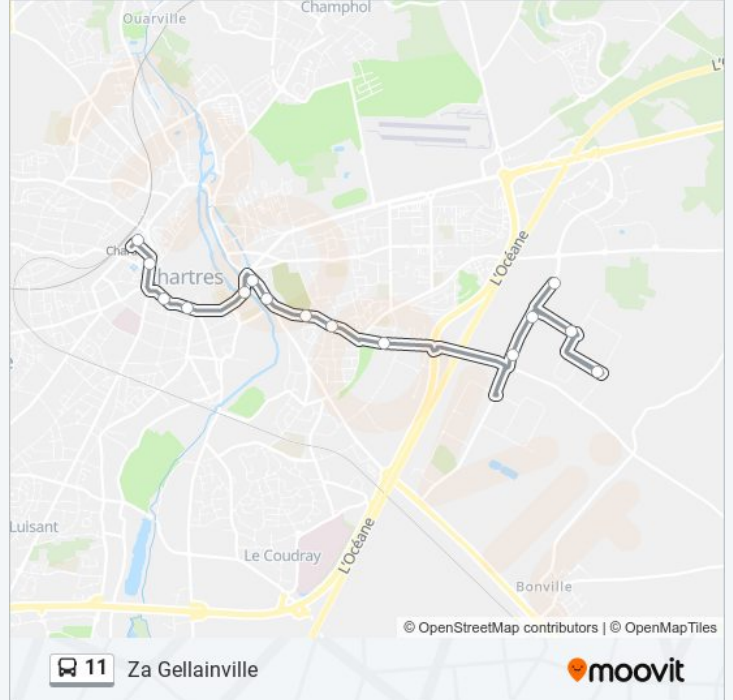 Champhol
Ouarville
L'Océane
Chartres
Luisant
Le Coudray
L'Océane
Bonville
© OpenStreetMap contributors | © OpenMapTiles
11 Za Gellainville
moovit